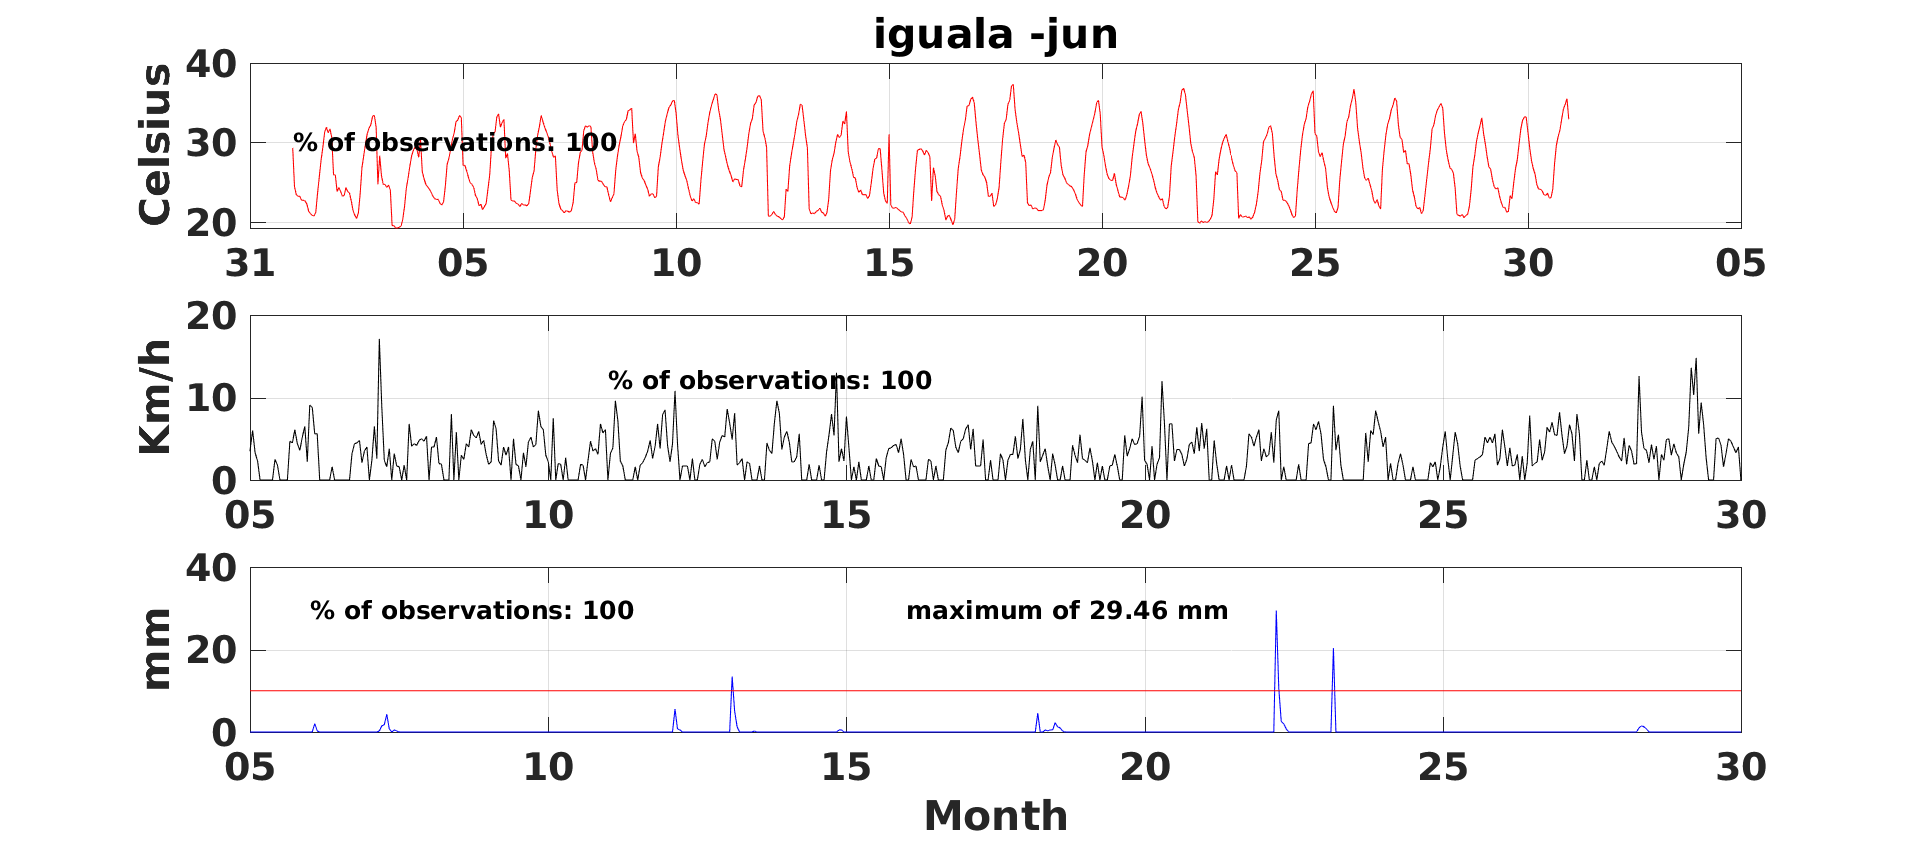 iguala -jun
Celsius
40
30
20
% of observations: 100
31 05 10 15 20 25 30 05
Km/h
20
10
0
% of observations: 100
05 10 15 20 25 30
mm
40
20
0
% of observations: 100 maximum of 29.46 mm
05 10 15 20 25 30
Month